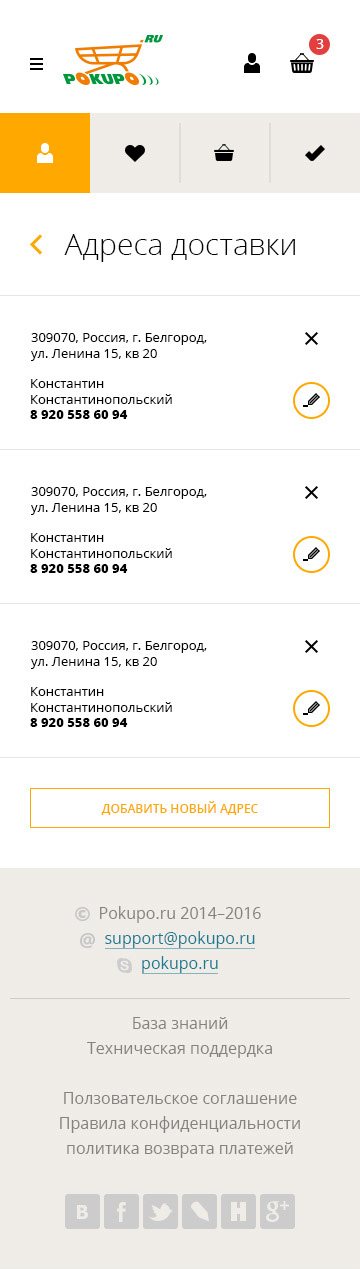 POKUPO.RU
3
Адреса доставки
309070, Россия, г. Белгород,
ул. Ленина 15, кв 20
Константин
Константинопольский
8 920 558 60 94
309070, Россия, г. Белгород,
ул. Ленина 15, кв 20
Константин
Константинопольский
8 920 558 60 94
309070, Россия, г. Белгород,
ул. Ленина 15, кв 20
Константин
Константинопольский
8 920 558 60 94
ДОБАВИТЬ НОВЫЙ АДРЕС
© Pokupo.ru 2014–2016
@ support@pokupo.ru
pokupo.ru
База знаний
Техническая поддердка
Ползовательское соглашение
Правила конфиденциальности
политика возврата платежей